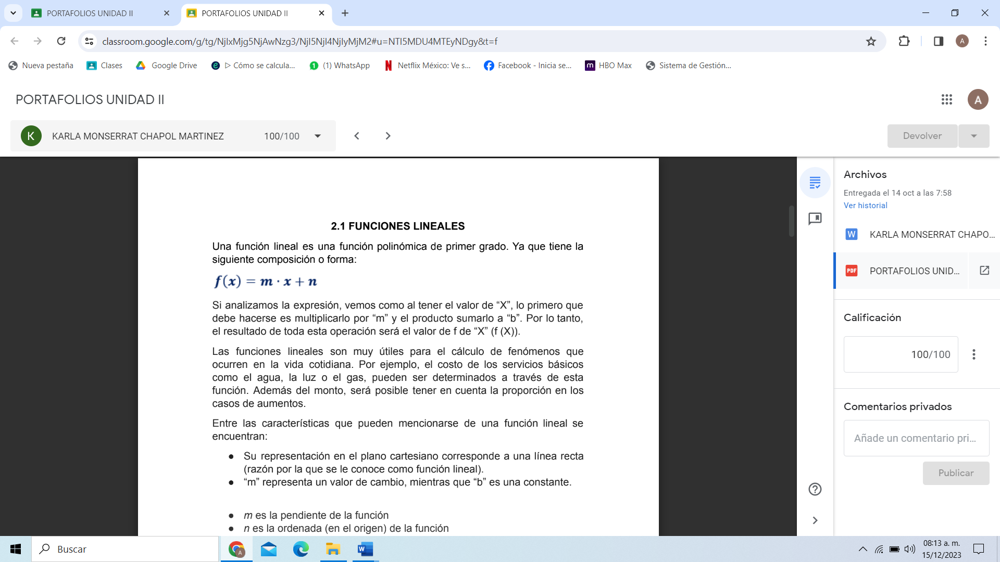 PORTAFOLIOS UNIDAD II
PORTAFOLIOS UNIDAD II
classroom.google.com/g/tg/NjIxMjg5NjAwNzg3/NjI5NjI4NjIyMjM2#u=NTI5MDU4MTEyNDgy&t=f
A
Nueva pestaña
Clases
Google Drive
▷ Cómo se calcula...
(1) WhatsApp
Netflix México: Ve s...
Facebook - Inicia se...
HBO Max
Sistema de Gestión...
PORTAFOLIOS UNIDAD II
A
K
KARLA MONSERRAT CHAPOL MARTINEZ 100/100
Devolver
2.1 FUNCIONES LINEALES
Una función lineal es una función polinómica de primer grado. Ya que tiene la
siguiente composición o forma:
f(x) = m · x + n
Si analizamos la expresión, vemos como al tener el valor de “X”, lo primero que
debe hacerse es multiplicarlo por “m” y el producto sumarlo a “b”. Por lo tanto,
el resultado de toda esta operación será el valor de f de “X” (f (X)).
Las funciones lineales son muy útiles para el cálculo de fenómenos que
ocurren en la vida cotidiana. Por ejemplo, el costo de los servicios básicos
como el agua, la luz o el gas, pueden ser determinados a través de esta
función. Además del monto, será posible tener en cuenta la proporción en los
casos de aumentos.
Entre las características que pueden mencionarse de una función lineal se
encuentran:
● Su representación en el plano cartesiano corresponde a una línea recta
(razón por la que se le conoce como función lineal).
● “m” representa un valor de cambio, mientras que “b” es una constante.
● m es la pendiente de la función
● n es la ordenada (en el origen) de la función
Archivos
Entregada el 14 oct a las 7:58
Ver historial
W KARLA MONSERRAT CHAPO...
PDF PORTAFOLIOS UNID...
Calificación
100/100
Comentarios privados
Añade un comentario pri...
Publicar
Buscar
08:13 a. m.
15/12/2023